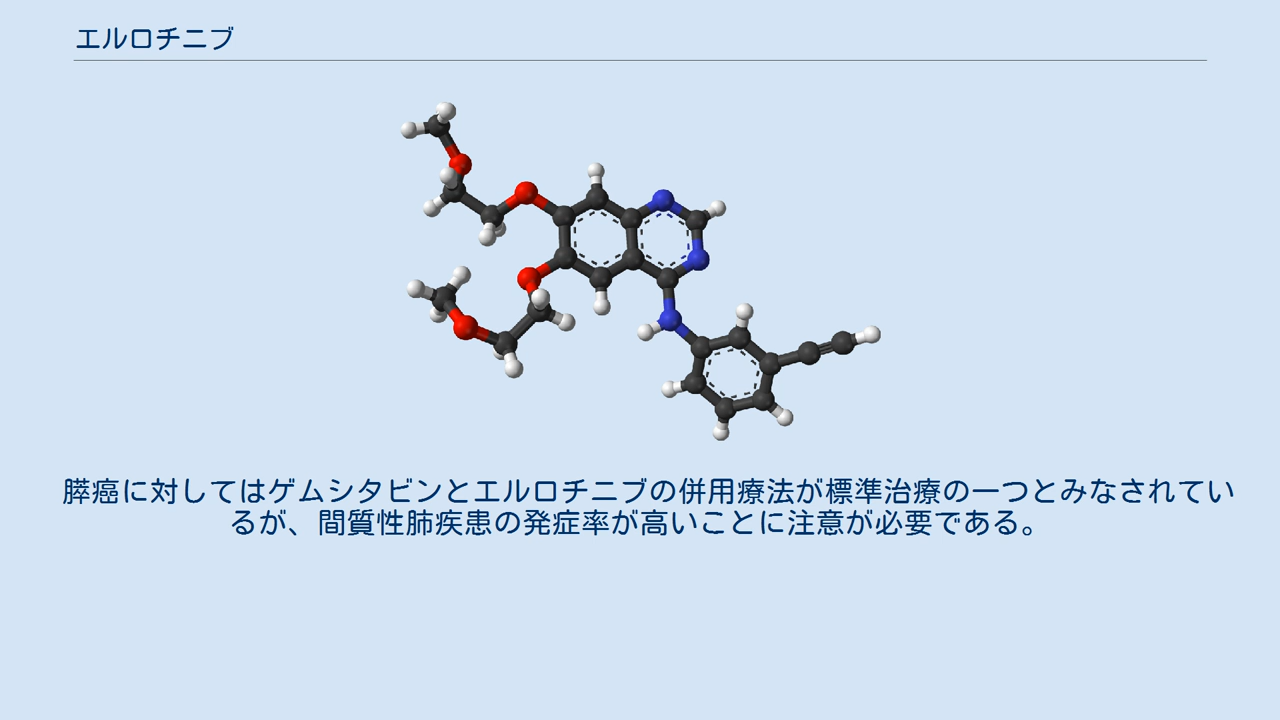 エルロチニブ
膵癌に対してはゲムシタビンとエルロチニブの併用療法が標準治療の一つとみなされてい
るが、間質性肺疾患の発症率が高いことに注意が必要である。